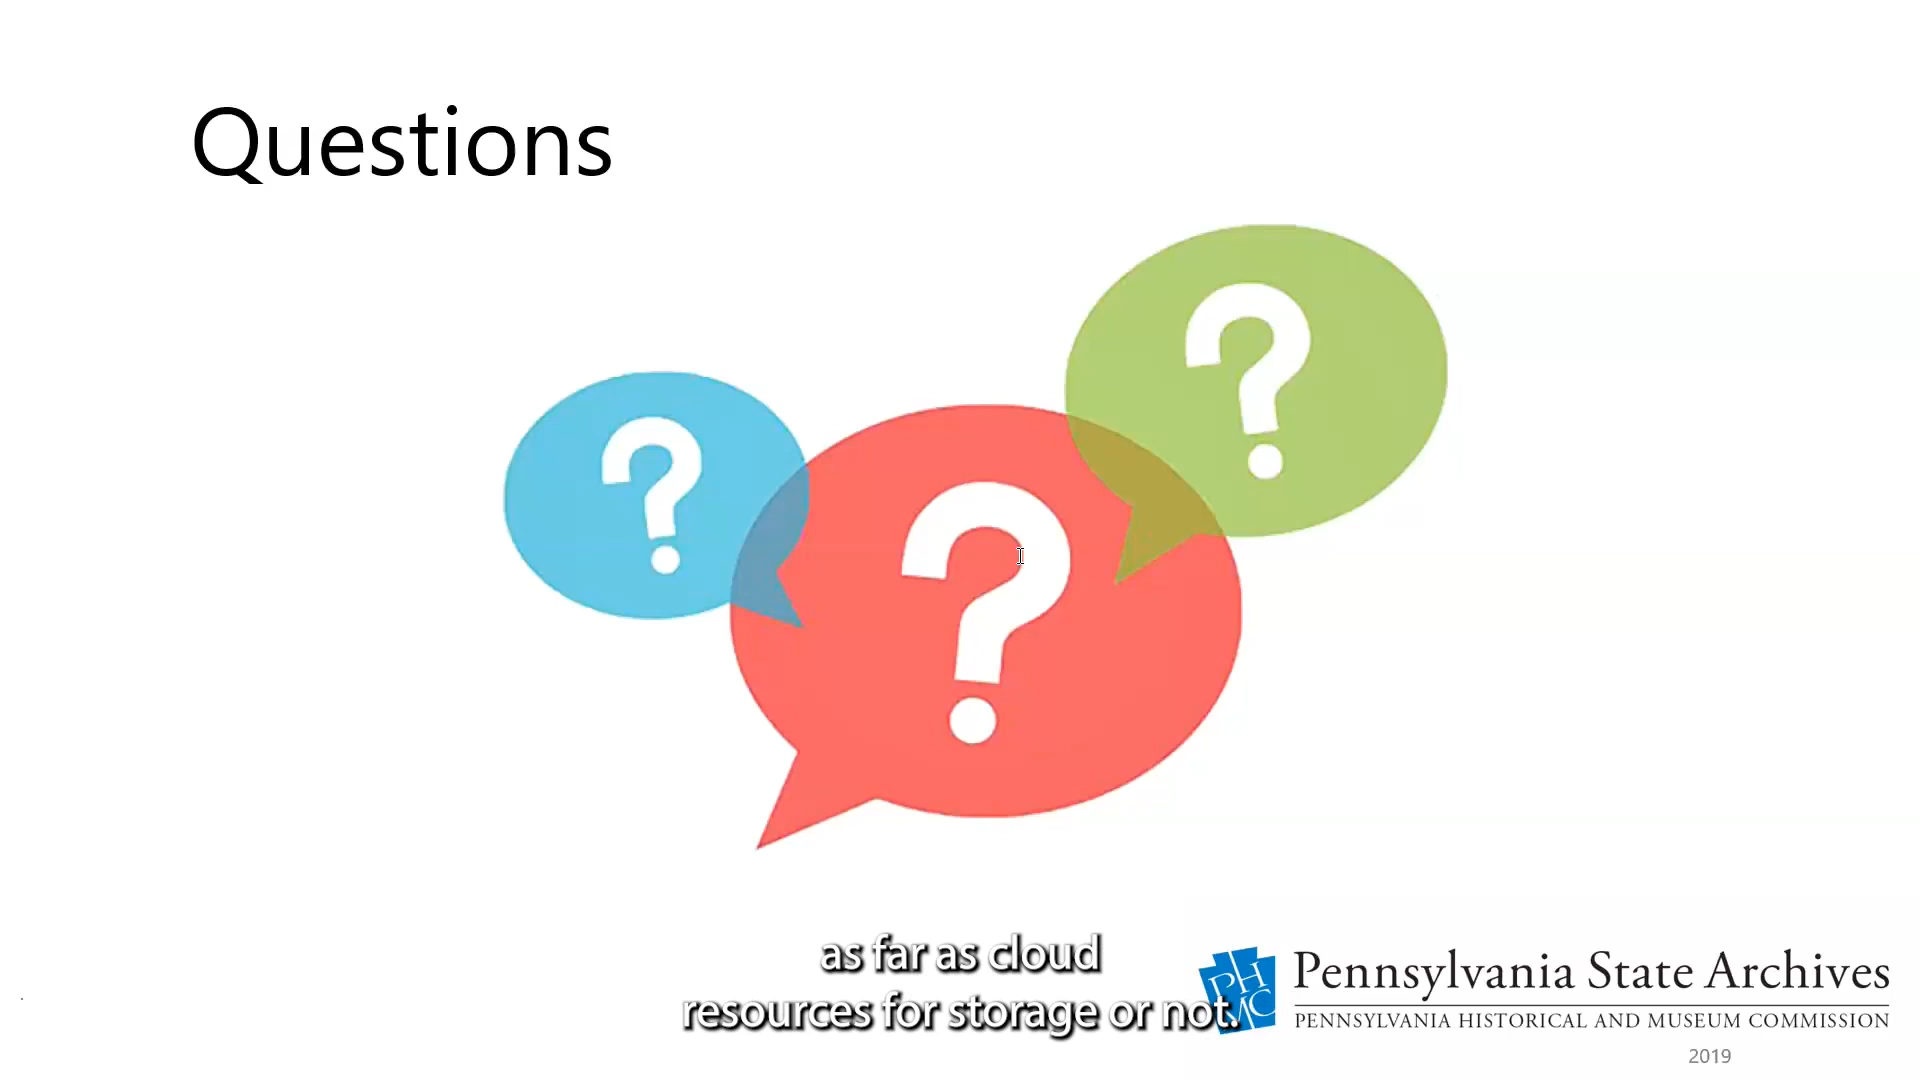 Questions
?
?
?
as far as cloud
resources for storage or not.
PHMC
Pennsylvania State Archives
PENNSYLVANIA HISTORICAL AND MUSEUM COMMISSION
2019